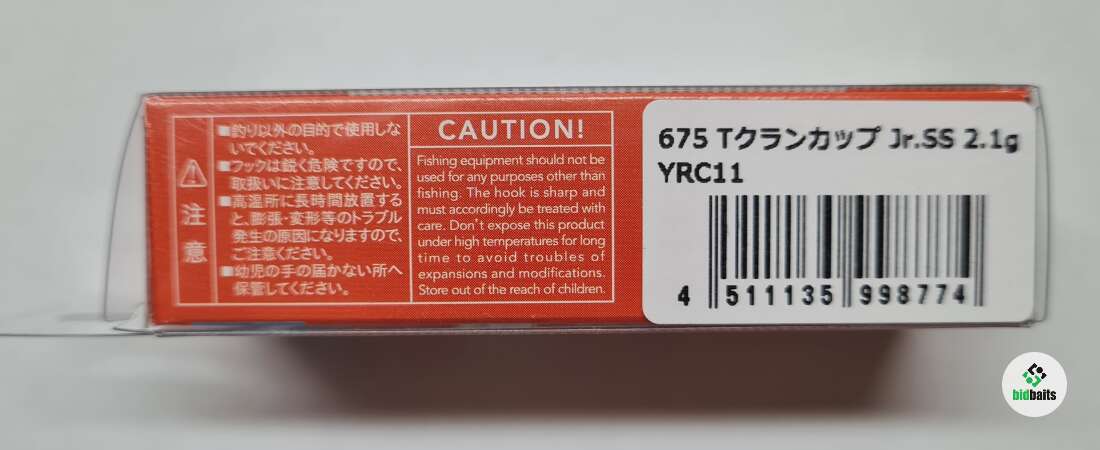 注意
■釣り以外の目的で使用しな
いでください。
■フックは鋭く危険ですので、
取扱いに注意してください。
■高温所に長時間放置する
と、膨張・変形等のトラブル
発生の原因になりますので、
ご注意ください。
■幼児の手の届かない所へ
保管してください。
CAUTION!
Fishing equipment should not be
used for any purposes other than
fishing. The hook is sharp and
must accordingly be treated with
care. Don't expose this product
under high temperatures for long
time to avoid troubles of
expansions and modifications.
Store out of the reach of children.
675 Tクランカップ Jr.SS 2.1g
YRC11
4 511135 998774
bidbaits